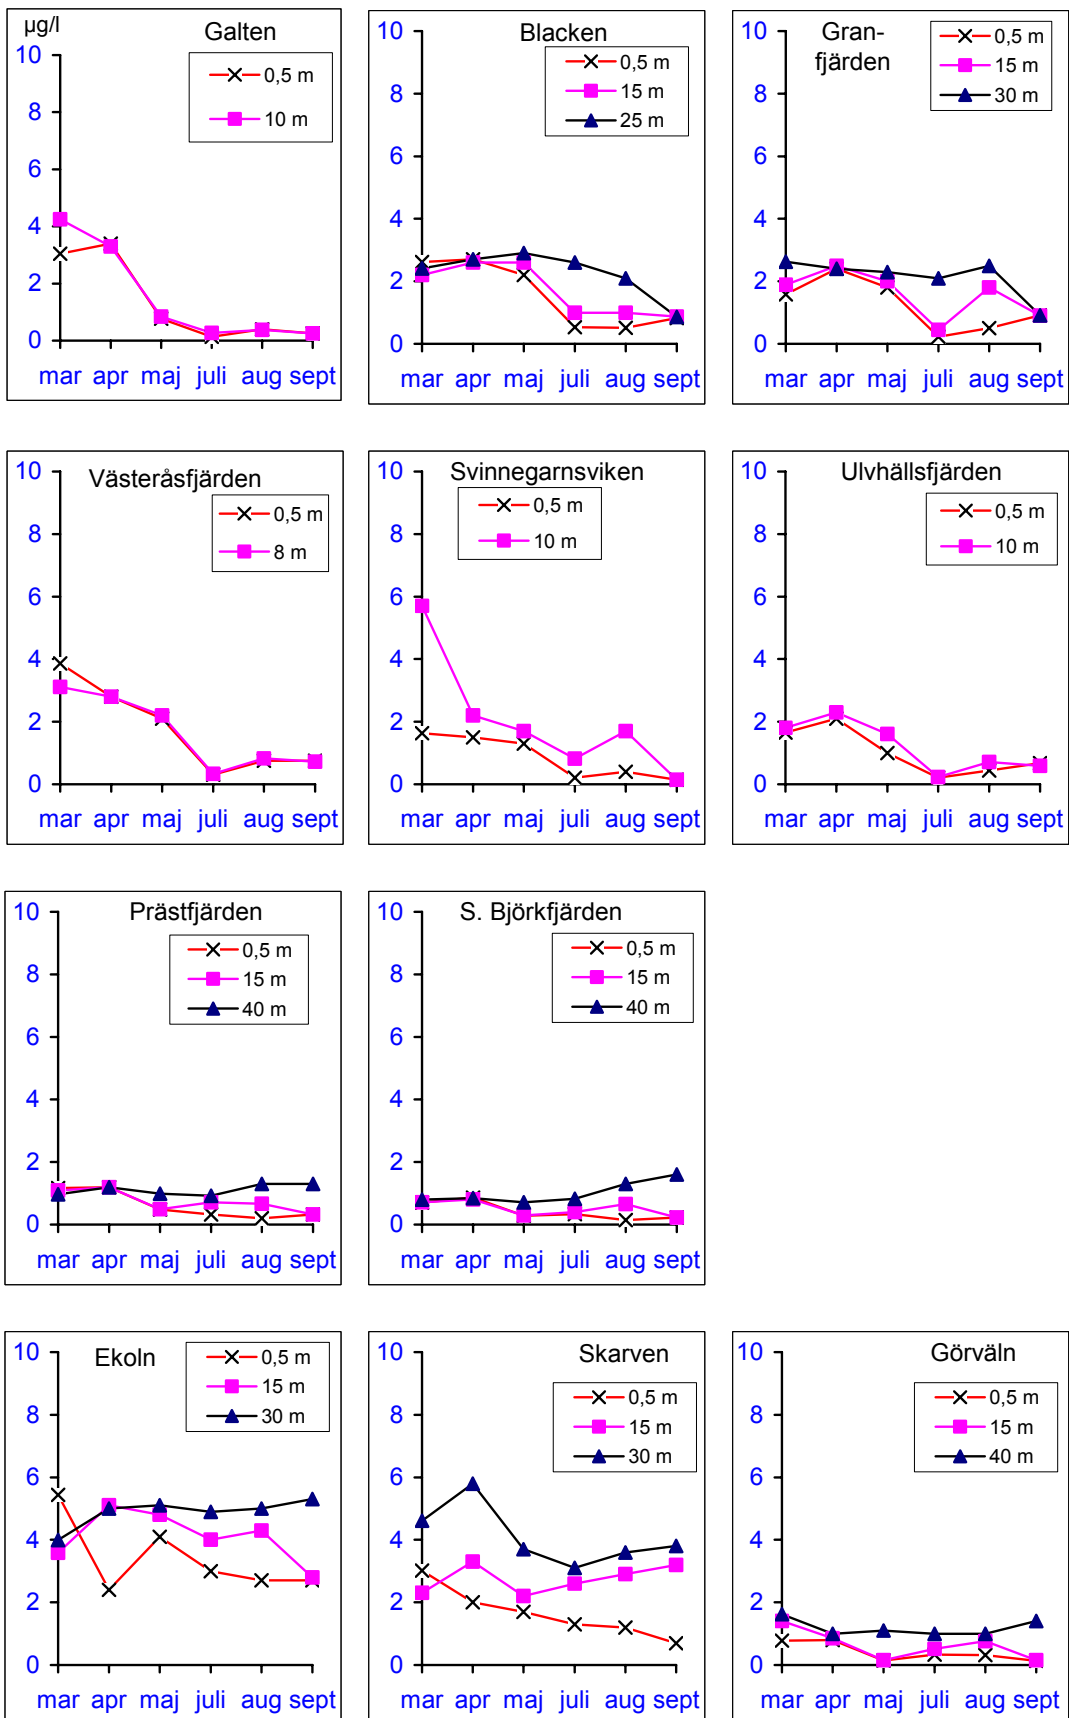 µg/l
Galten
0,5 m
10 m
10
8
6
4
2
0
mar apr maj juli aug sept
Blacken
0,5 m
15 m
25 m
10
8
6
4
2
0
mar apr maj juli aug sept
Gran-
fjärden
0,5 m
15 m
30 m
10
8
6
4
2
0
mar apr maj juli aug sept
Västeråsfjärden
0,5 m
8 m
10
8
6
4
2
0
mar apr maj juli aug sept
Svinnegarnsviken
0,5 m
10 m
10
8
6
4
2
0
mar apr maj juli aug sept
Ulvhällsfjärden
0,5 m
10 m
10
8
6
4
2
0
mar apr maj juli aug sept
Prästfjärden
0,5 m
15 m
40 m
10
8
6
4
2
0
mar apr maj juli aug sept
S. Björkfjärden
0,5 m
15 m
40 m
10
8
6
4
2
0
mar apr maj juli aug sept
Ekoln
0,5 m
15 m
30 m
10
8
6
4
2
0
mar apr maj juli aug sept
Skarven
0,5 m
15 m
30 m
10
8
6
4
2
0
mar apr maj juli aug sept
Görväln
0,5 m
15 m
40 m
10
8
6
4
2
0
mar apr maj juli aug sept